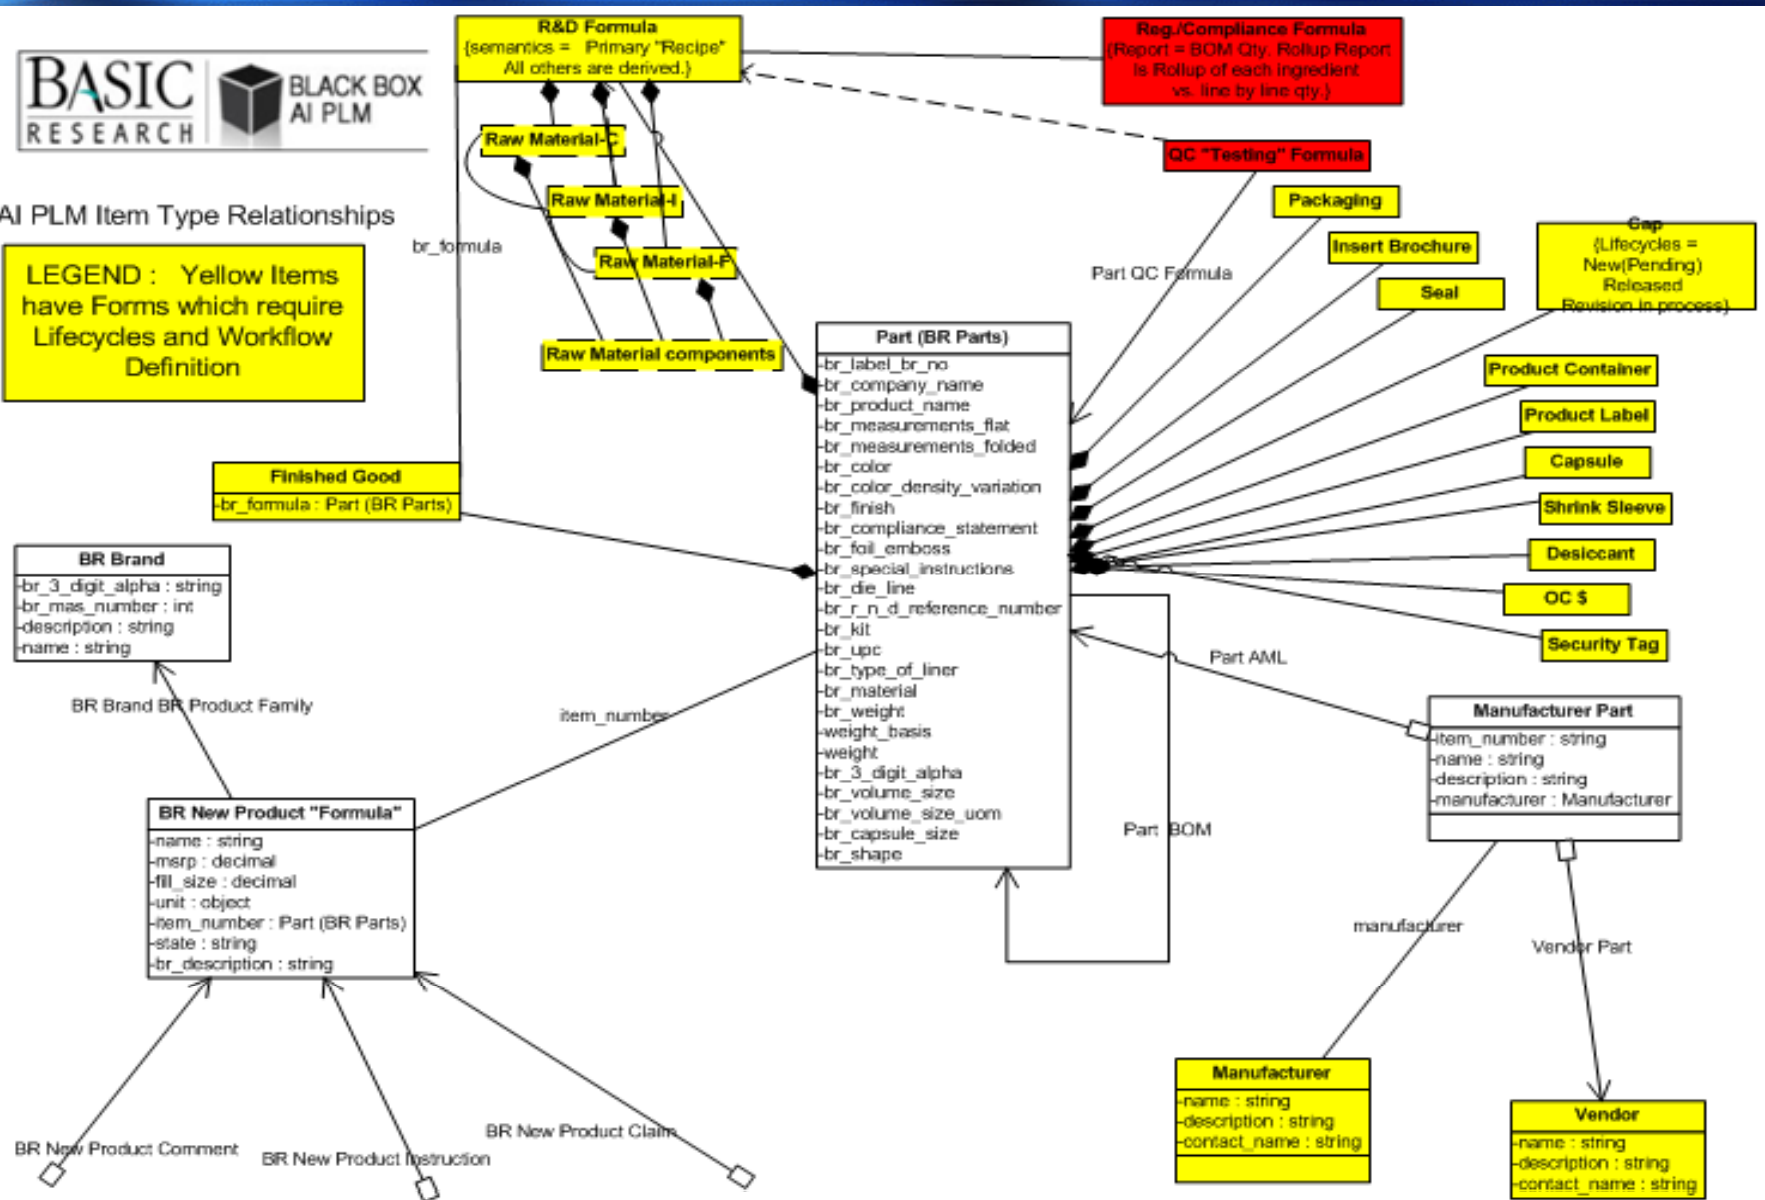 BASIC
RESEARCH
BLACK BOX
AI PLM
AI PLM Item Type Relationships
LEGEND : Yellow Items
have Forms which require
Lifecycles and Workflow
Definition
R&D Formula
{semantics = Primary "Recipe"
All others are derived.}
Reg./Compliance Formula
{Report = BOM Qty. Rollup Report
Is Rollup of each ingredient
vs. line by line qty.}
QC "Testing" Formula
Raw Material-C
Raw Material-I
Raw Material-F
Raw Material components
br_formula
Part QC Formula
Packaging
Insert Brochure
Seal
Cap
{Lifecycles =
New(Pending)
Released
Revision in process}
Product Container
Product Label
Capsule
Shrink Sleeve
Desiccant
OC $
Security Tag
Part (BR Parts)
-br_label_br_no
-br_company_name
-br_product_name
-br_measurements_flat
-br_measurements_folded
-br_color
-br_color_density_variation
-br_finish
-br_compliance_statement
-br_foil_emboss
-br_special_instructions
-br_die_line
-br_r_n_d_reference_number
-br_kit
-br_upc
-br_type_of_liner
-br_material
-br_weight
-weight_basis
-weight
-br_3_digit_alpha
-br_volume_size
-br_volume_size_uom
-br_capsule_size
-br_shape
Finished Good
-br_formula : Part (BR Parts)
BR Brand
-br_3_digit_alpha : string
-br_mas_number : int
-description : string
-name : string
BR Brand BR Product Family
item_number
BR New Product "Formula"
-name : string
-msrp : decimal
-fill_size : decimal
-unit : object
-item_number : Part (BR Parts)
-state : string
-br_description : string
BR New Product Comment
BR New Product Instruction
BR New Product Claim
Part AML
Part BOM
Manufacturer Part
-item_number : string
-name : string
-description : string
-manufacturer : Manufacturer
manufacturer
Vendor Part
Manufacturer
-name : string
-description : string
-contact_name : string
Vendor
-name : string
-description : string
-contact_name : string